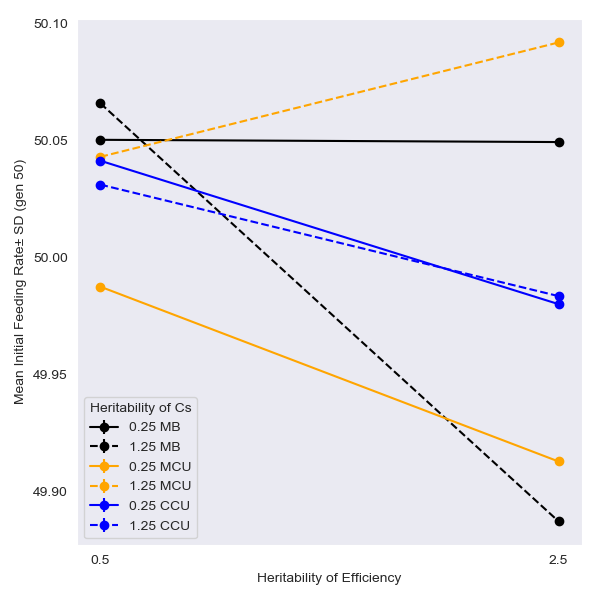 50.10
50.05
50.00
49.95
49.90
Mean Initial Feeding Rate± SD (gen 50)
Heritability of Cs
0.25 MB
1.25 MB
0.25 MCU
1.25 MCU
0.25 CCU
1.25 CCU
0.5 2.5
Heritability of Efficiency